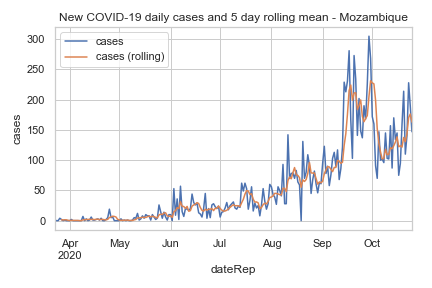 New COVID-19 daily cases and 5 day rolling mean - Mozambique
cases
cases (rolling)
300
250
200
150
100
50
0
cases
Apr May Jun Jul Aug Sep Oct
2020
dateRep